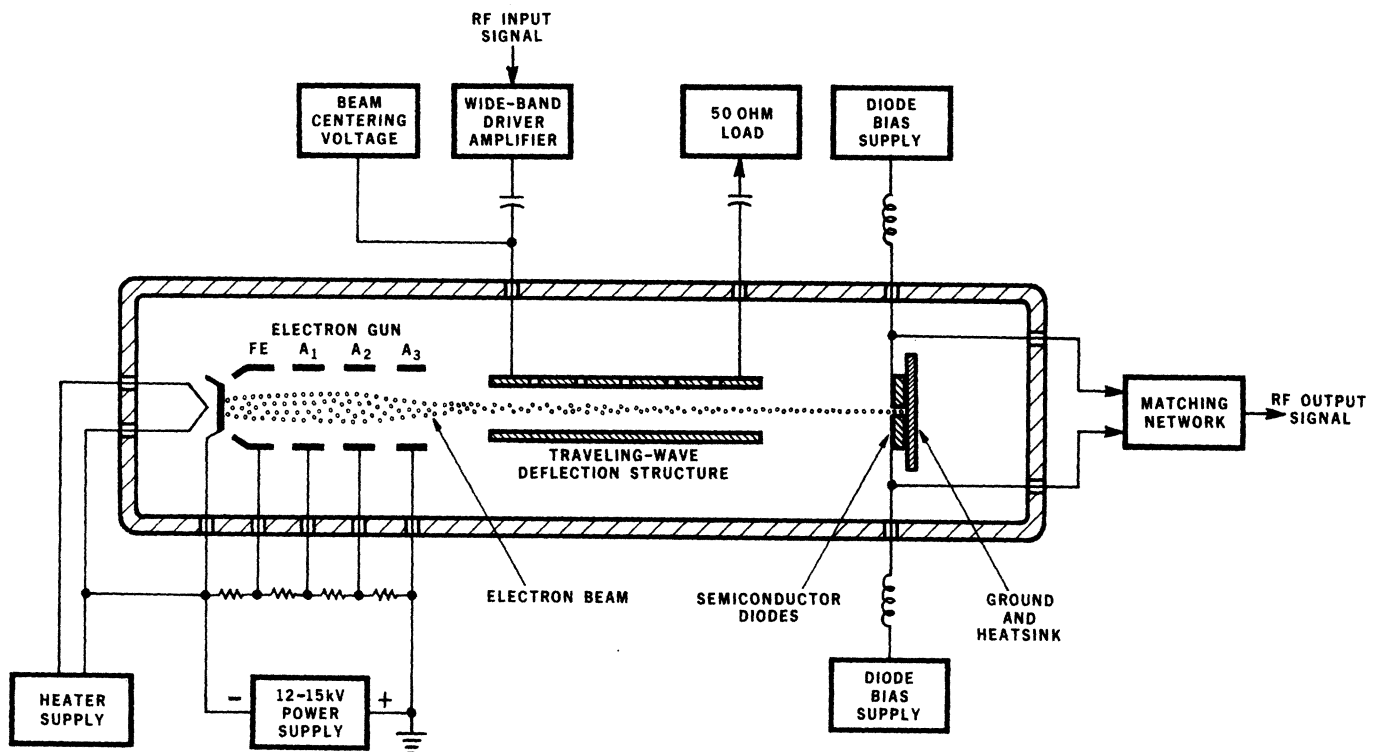 RF INPUT
SIGNAL
BEAM
CENTERING
VOLTAGE
WIDE-BAND
DRIVER
AMPLIFIER
50 OHM
LOAD
DIODE
BIAS
SUPPLY
ELECTRON GUN
FE
A1
A2
A3
TRAVELING-WAVE
DEFLECTION STRUCTURE
MATCHING
NETWORK
RF OUTPUT
SIGNAL
ELECTRON BEAM
SEMICONDUCTOR
DIODES
GROUND
AND
HEATSINK
HEATER
SUPPLY
-
12-15kV
POWER
SUPPLY
+
DIODE
BIAS
SUPPLY